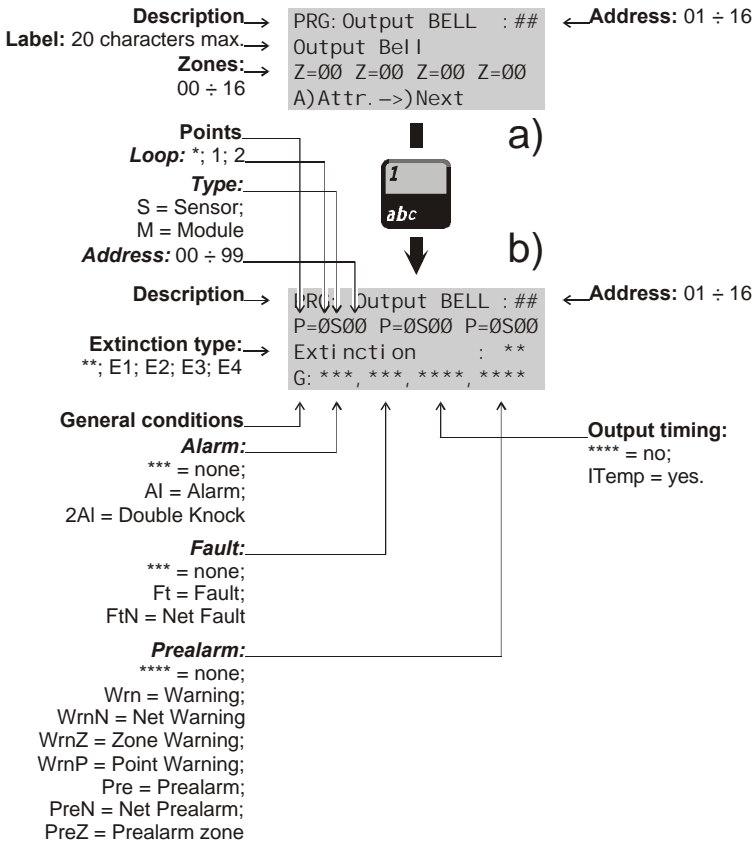 Description
Label: 20 characters max.
Zones:
00 ÷ 16
PRG:Output BELL :##
Output Bell
Z=00 Z=00 Z=00 Z=00
A)Attr.—>)Next
Address: 01 ÷ 16
a)
1
abc
b)
Points
Loop: *; 1; 2
Type:
S = Sensor;
M = Module
Address: 00 ÷ 99
Description
Extinction type:
**; E1; E2; E3; E4
PRG: Output BELL :##
P=0S00 P=0S00 P=0S00
Extinction : **
G:***,***,****,****
Address: 01 ÷ 16
General conditions
Alarm:
*** = none;
Al = Alarm;
2Al = Double Knock
Fault:
*** = none;
Ft = Fault;
FtN = Net Fault
Prealarm:
**** = none;
Wrn = Warning;
WrnN = Net Warning
WrnZ = Zone Warning;
WrnP = Point Warning;
Pre = Prealarm;
PreN = Net Prealarm;
PreZ = Prealarm zone
Output timing:
**** = no;
ITemp = yes.